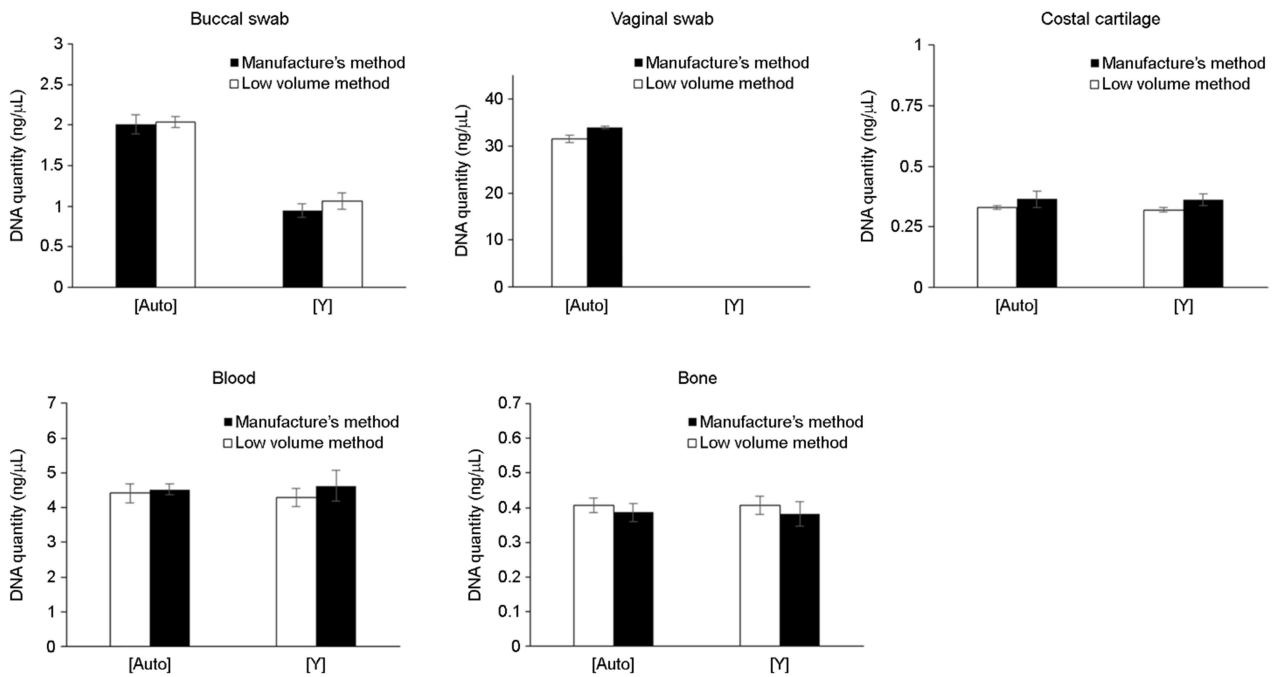 Buccal swab
3
2.5
2
1.5
1
0.5
0
DNA quantity (ng/μL)
Manufacture's method
Low volume method
[Auto]
[Y]
Vaginal swab
40
30
20
10
0
DNA quantity (ng/μL)
Manufacture's method
Low volume method
[Auto]
[Y]
Costal cartilage
1
0.75
0.5
0.25
0
DNA quantity (ng/μL)
Manufacture's method
Low volume method
[Auto]
[Y]
Blood
7
6
5
4
3
2
1
0
DNA quantity (ng/μL)
Manufacture's method
Low volume method
[Auto]
[Y]
Bone
0.7
0.6
0.5
0.4
0.3
0.2
0.1
0
DNA quantity (ng/μL)
Manufacture's method
Low volume method
[Auto]
[Y]